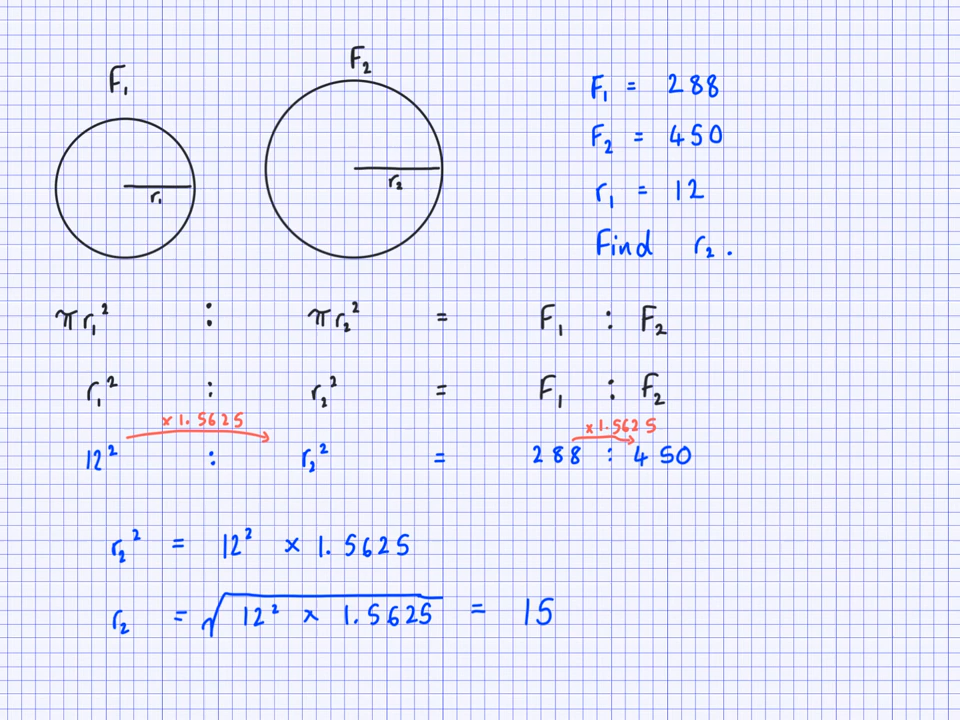 F₁
F₂
r₁
r₂
F₁ = 288
F₂ = 450
r₁ = 12
Find r₂.
πr₁² : πr₂² = F₁ : F₂
r₁² : r₂² = F₁ : F₂
×1.5625
×1.5625
12² : r₂² = 288 : 450
r₂² = 12² × 1.5625
r₂ = √(12² × 1.5625) = 15